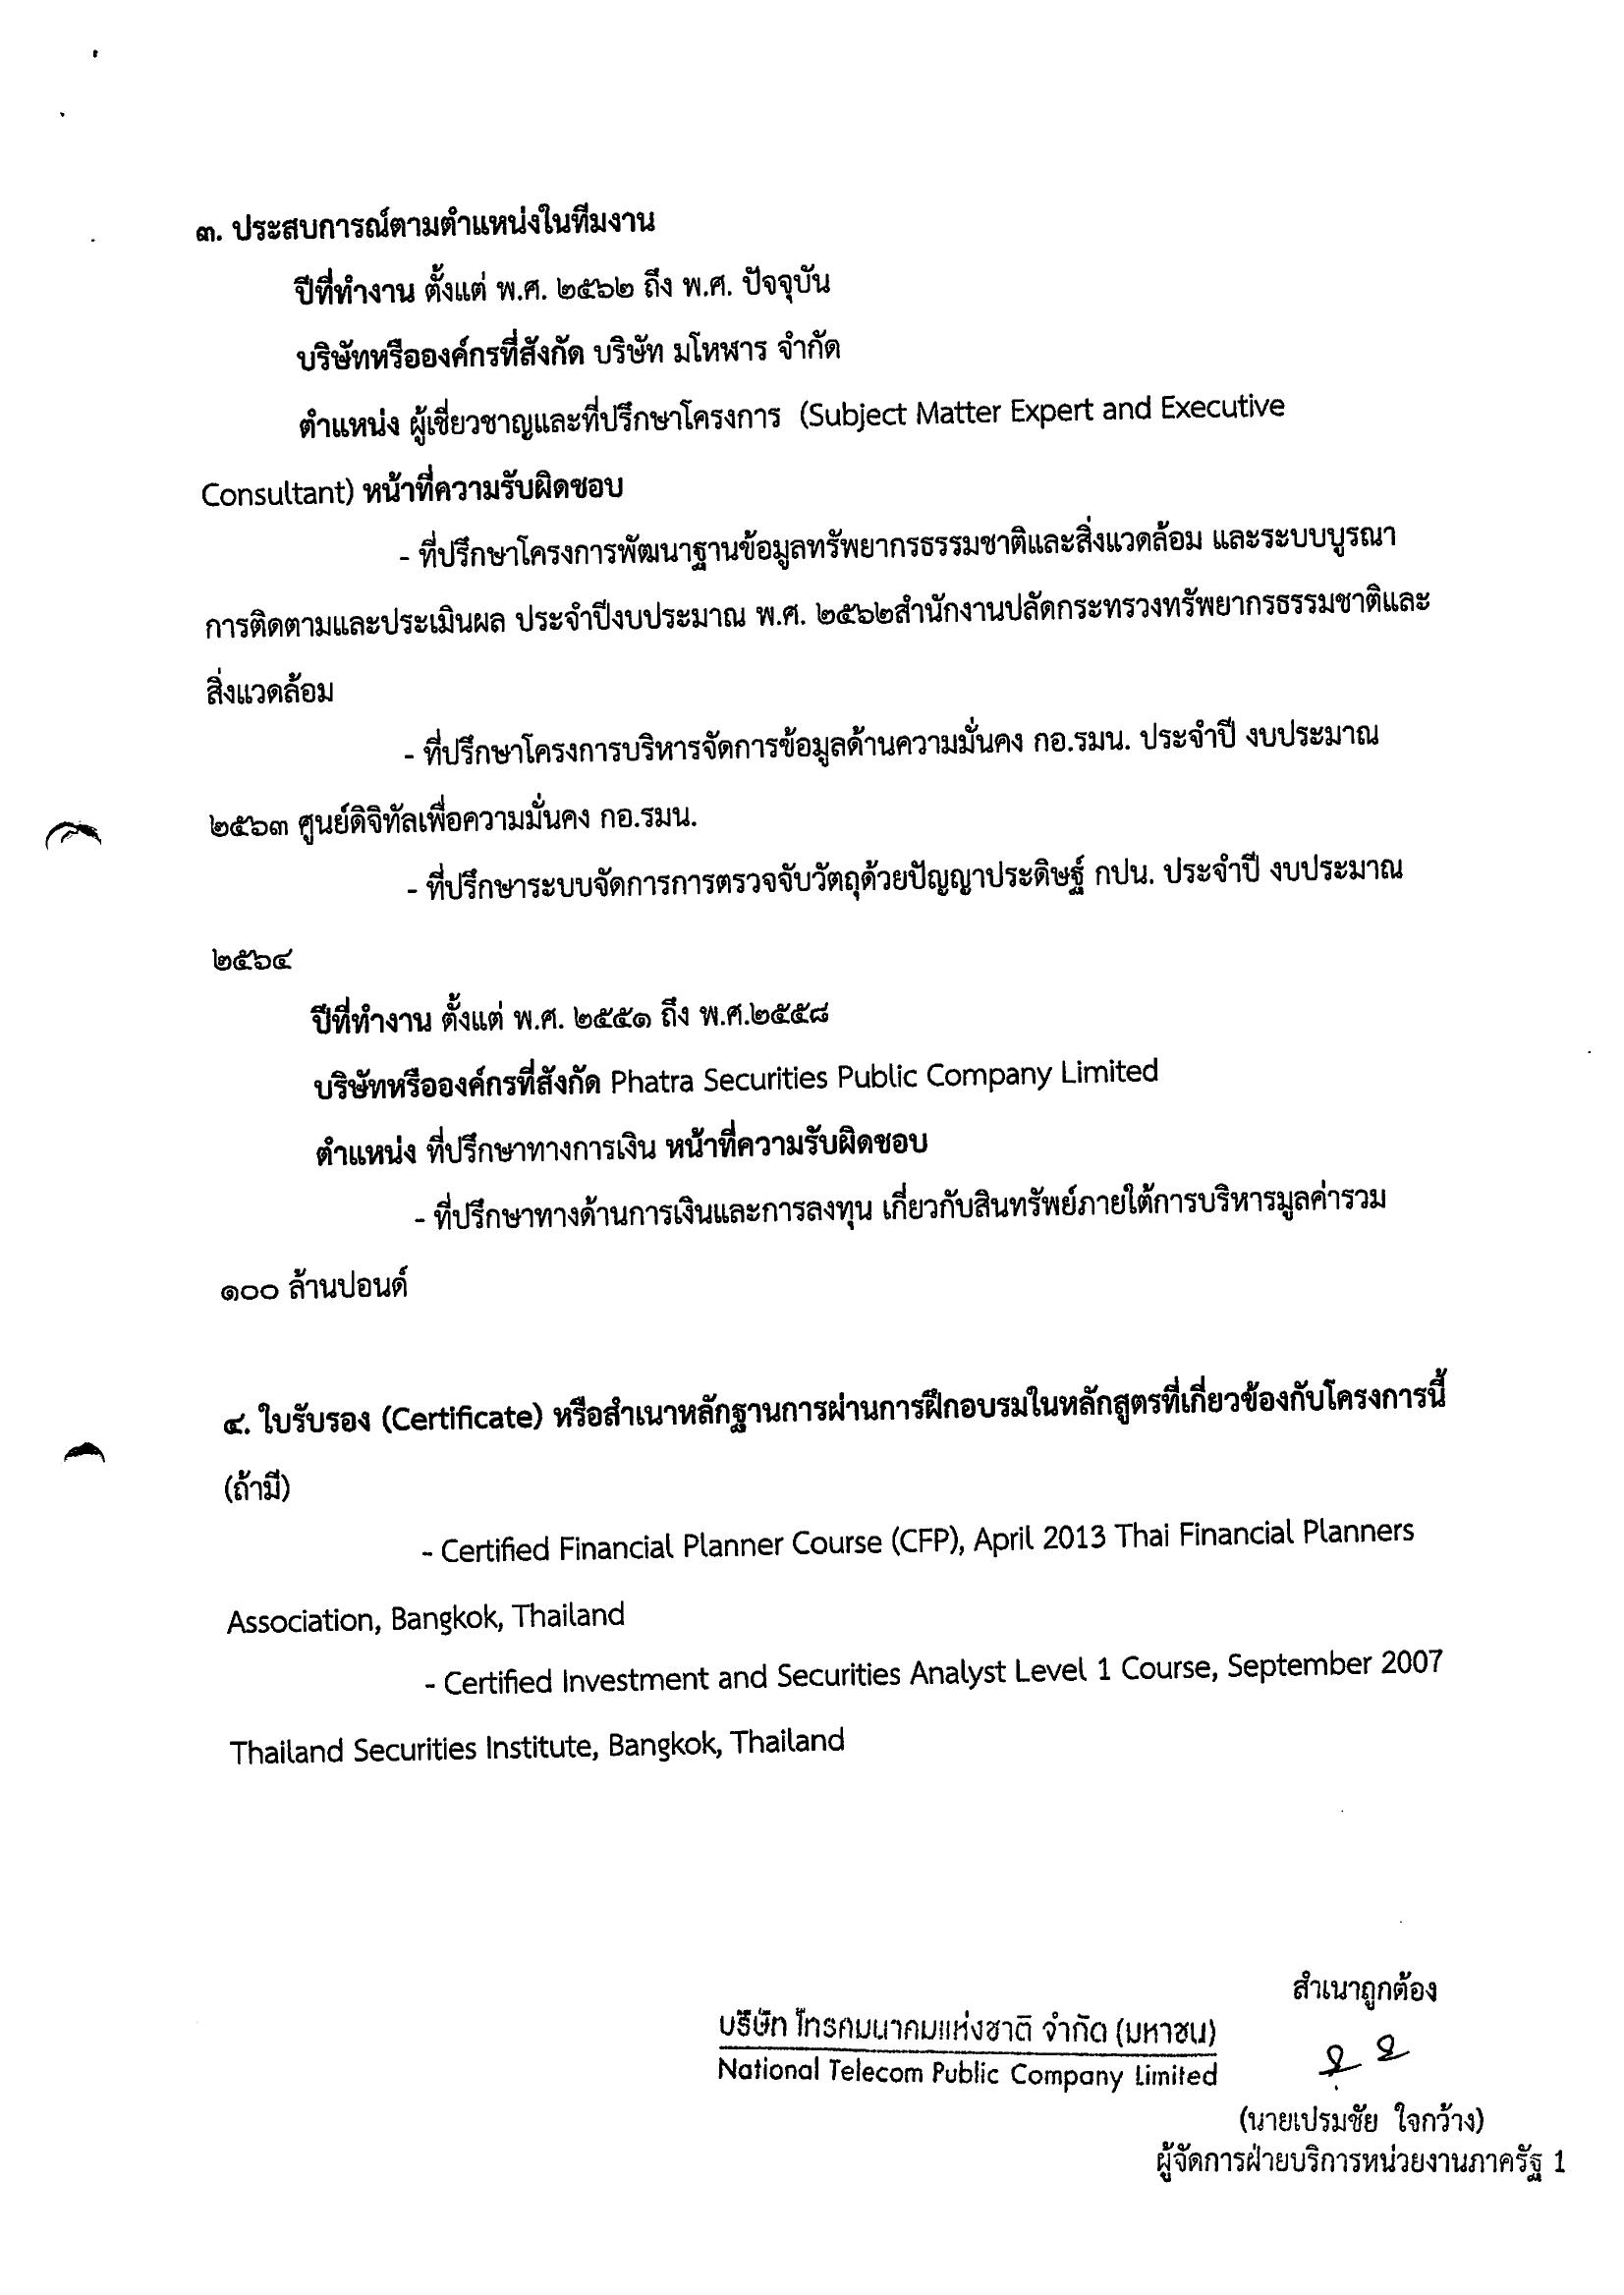 ๓. ประสบการณ์ตามตำแหน่งในทีมงาน
ปีที่ทำงาน ตั้งแต่ พ.ศ. ๒๕๖๒ ถึง พ.ศ. ปัจจุบัน
บริษัทหรือองค์กรที่สังกัด บริษัท มโหฬาร จำกัด
ตำแหน่ง ผู้เชี่ยวชาญและที่ปรึกษาโครงการ (Subject Matter Expert and Executive
Consultant) หน้าที่ความรับผิดชอบ
- ที่ปรึกษาโครงการพัฒนาฐานข้อมูลทรัพยากรธรรมชาติและสิ่งแวดล้อม และระบบบูรณา
การติดตามและประเมินผล ประจำปีงบประมาณ พ.ศ. ๒๕๖๒สำนักงานปลัดกระทรวงทรัพยากรธรรมชาติและ
สิ่งแวดล้อม
- ที่ปรึกษาโครงการบริหารจัดการข้อมูลด้านความมั่นคง กอ.รมน. ประจำปี งบประมาณ
๒๕๖๓ ศูนย์ดิจิทัลเพื่อความมั่นคง กอ.รมน.
- ที่ปรึกษาระบบจัดการการตรวจจับวัตถุด้วยปัญญาประดิษฐ์ กปน. ประจำปี งบประมาณ
๒๕๖๔
ปีที่ทำงาน ตั้งแต่ พ.ศ. ๒๕๕๑ ถึง พ.ศ.๒๕๕๘
บริษัทหรือองค์กรที่สังกัด Phatra Securities Public Company Limited
ตำแหน่ง ที่ปรึกษาทางการเงิน หน้าที่ความรับผิดชอบ
- ที่ปรึกษาทางด้านการเงินและการลงทุน เกี่ยวกับสินทรัพย์ภายใต้การบริหารมูลค่ารวม
๑๐๐ ล้านปอนด์
๔. ใบรับรอง (Certificate) หรือสำเนาหลักฐานการผ่านการฝึกอบรมในหลักสูตรที่เกี่ยวข้องกับโครงการนี้
(ถ้ามี)
- Certified Financial Planner Course (CFP), April 2013 Thai Financial Planners
Association, Bangkok, Thailand
- Certified Investment and Securities Analyst Level 1 Course, September 2007
Thailand Securities Institute, Bangkok, Thailand
สำเนาถูกต้อง
บริษัท โทรคมนาคมแห่งชาติ จำกัด (มหาชน)
National Telecom Public Company Limited
(นายเปรมชัย ใจกว้าง)
ผู้จัดการฝ่ายบริการหน่วยงานภาครัฐ 1